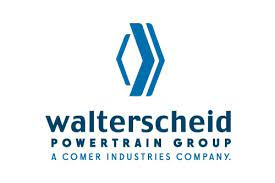 walterscheid
POWERTRAIN GROUP
A COMER INDUSTRIES COMPANY.